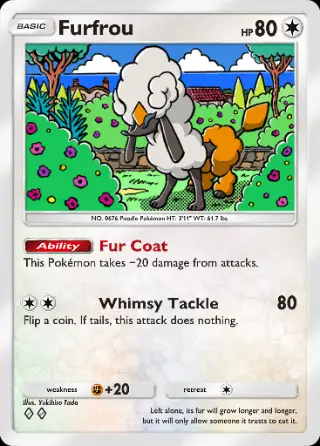 BASIC Furfrou HP 80
NO. 0676 Poodle Pokémon HT: 3'11" WT: 61.7 lbs.
Ability Fur Coat
This Pokémon takes −20 damage from attacks.
Whimsy Tackle 80
Flip a coin. If tails, this attack does nothing.
weakness +20 retreat
Illus. Yukihiro Tada
Left alone, its fur will grow longer and longer,
but it will only allow someone it trusts to cut it.